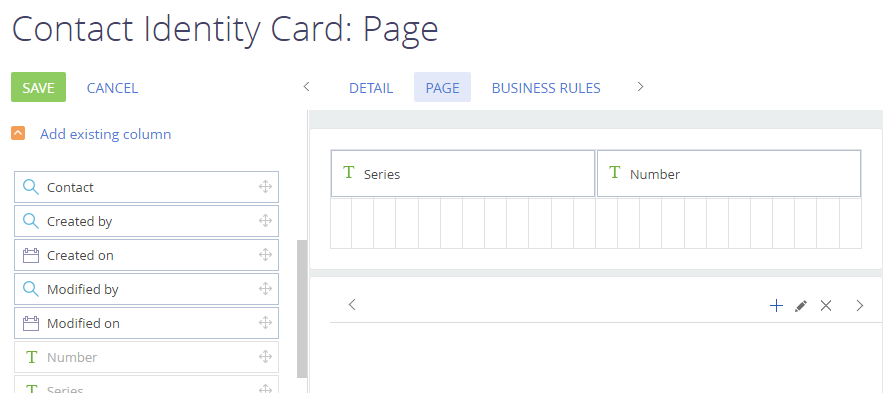 Contact Identity Card: Page
SAVE CANCEL DETAIL PAGE BUSINESS RULES
Add existing column
Contact
Created by
Created on
Modified by
Modified on
T Number
T Series
T Series
T Number